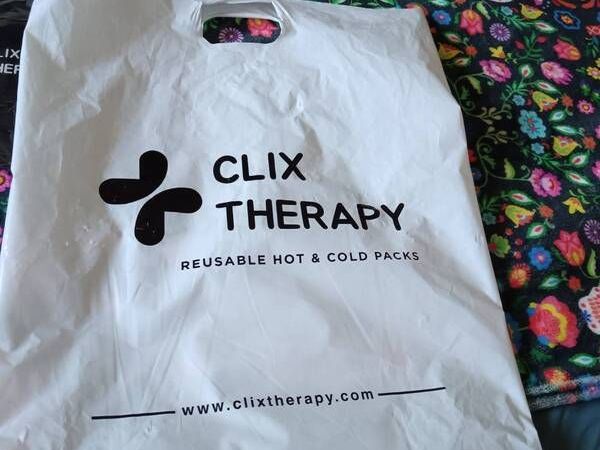 CLIX
THERAPY
REUSABLE HOT & COLD PACKS
www.clixtherapy.com